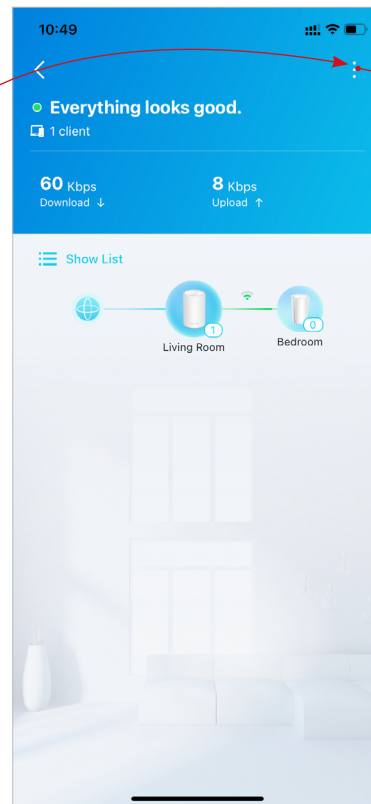 10:49
Everything looks good.
1 client
60 Kbps
Download ↓
8 Kbps
Upload ↑
Show List
1
0
Living Room
Bedroom